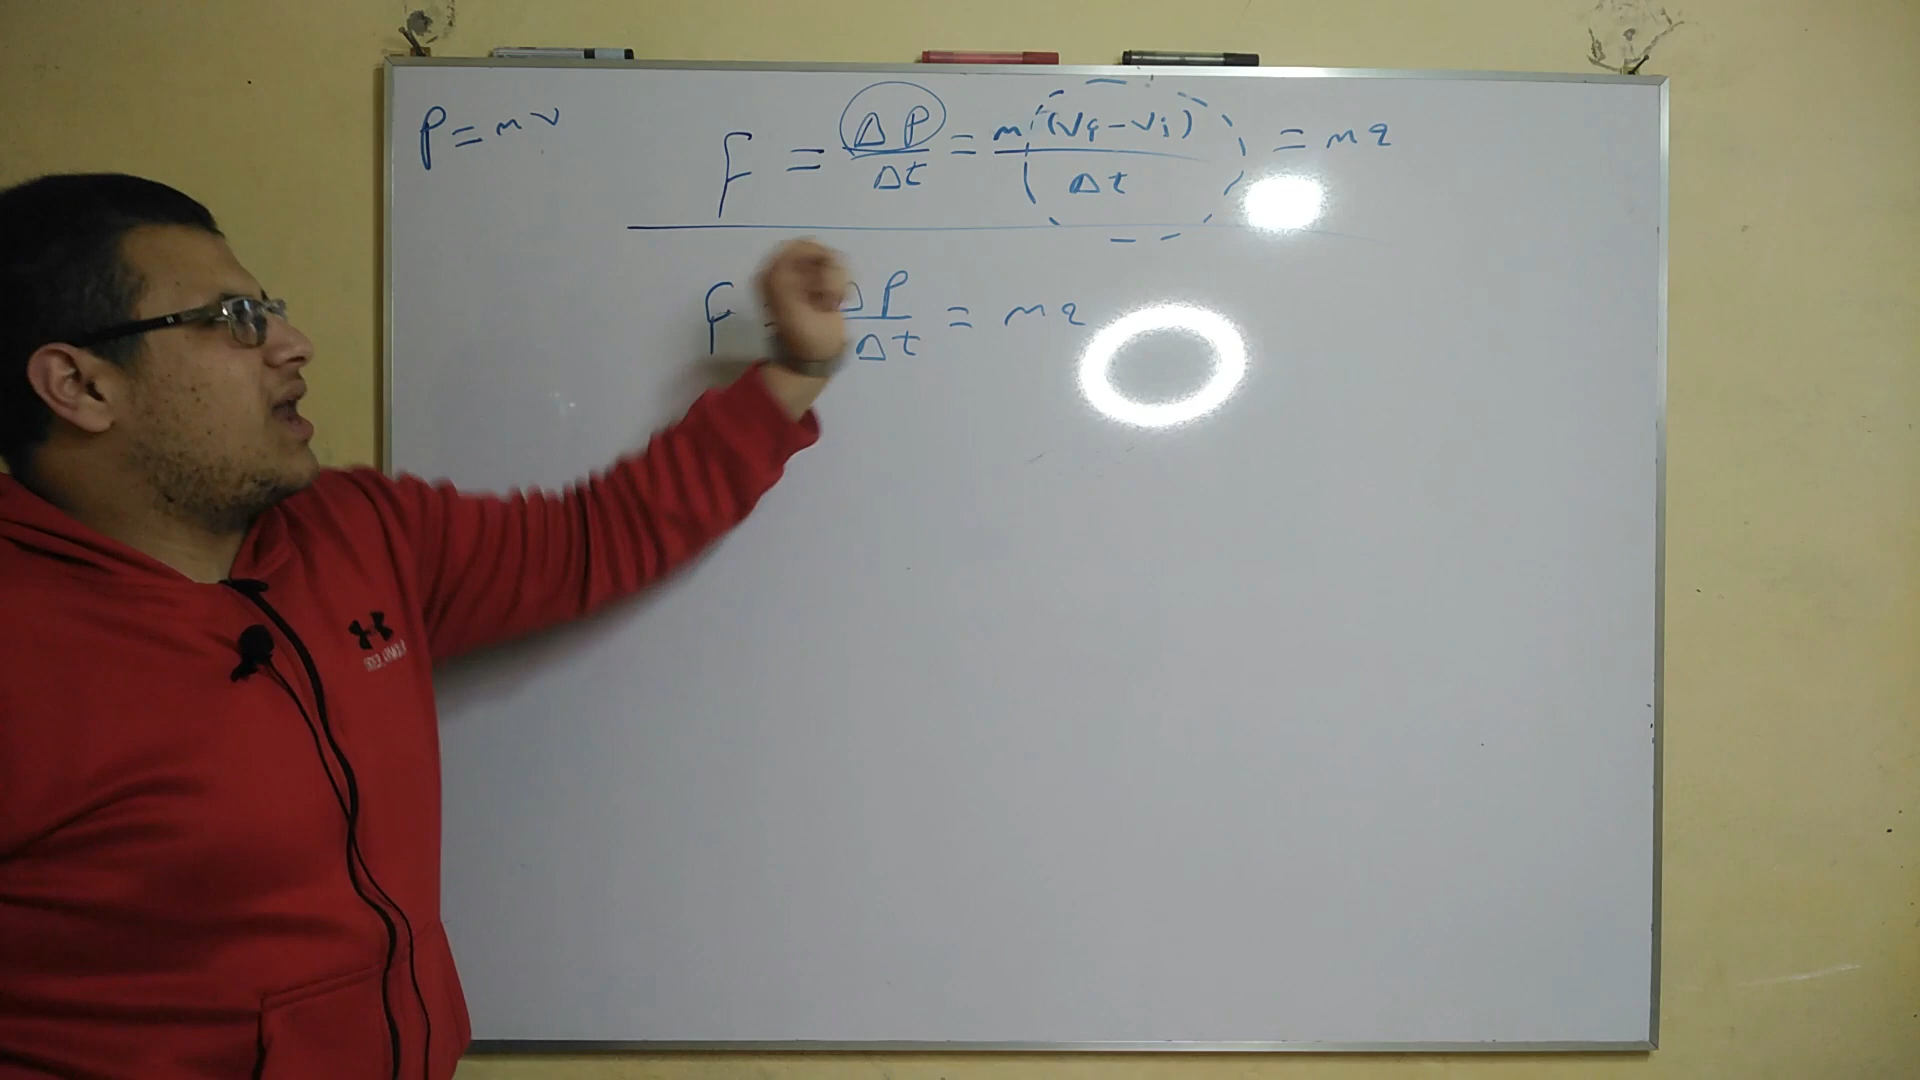 P = mv
F = ΔP/Δt = m(Vf-Vi)/Δt = ma
F = ΔP/Δt = ma